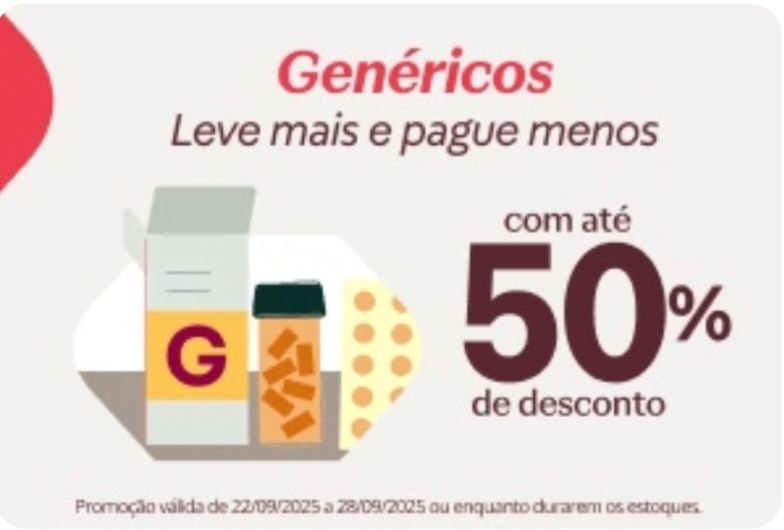 Genéricos
Leve mais e pague menos
com até
50%
de desconto
G
Promoção válida de 22/09/2025 a 28/09/2025 ou enquanto durarem os estoques.